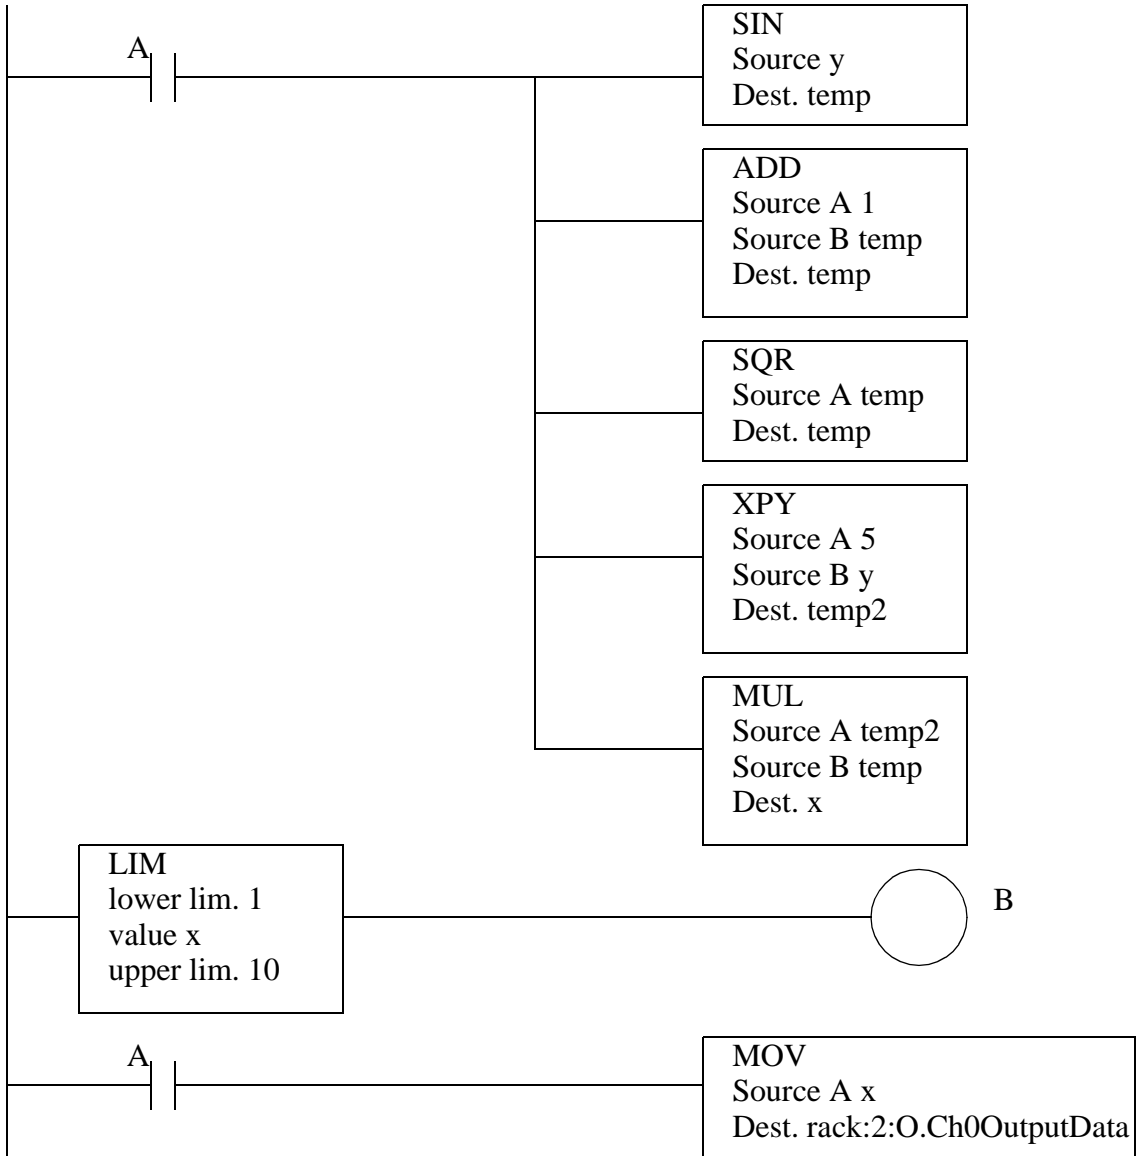 A
SIN
Source y
Dest. temp
ADD
Source A 1
Source B temp
Dest. temp
SQR
Source A temp
Dest. temp
XPY
Source A 5
Source B y
Dest. temp2
MUL
Source A temp2
Source B temp
Dest. x
LIM
lower lim. 1
value x
upper lim. 10
B
A
MOV
Source A x
Dest. rack:2:O.Ch0OutputData